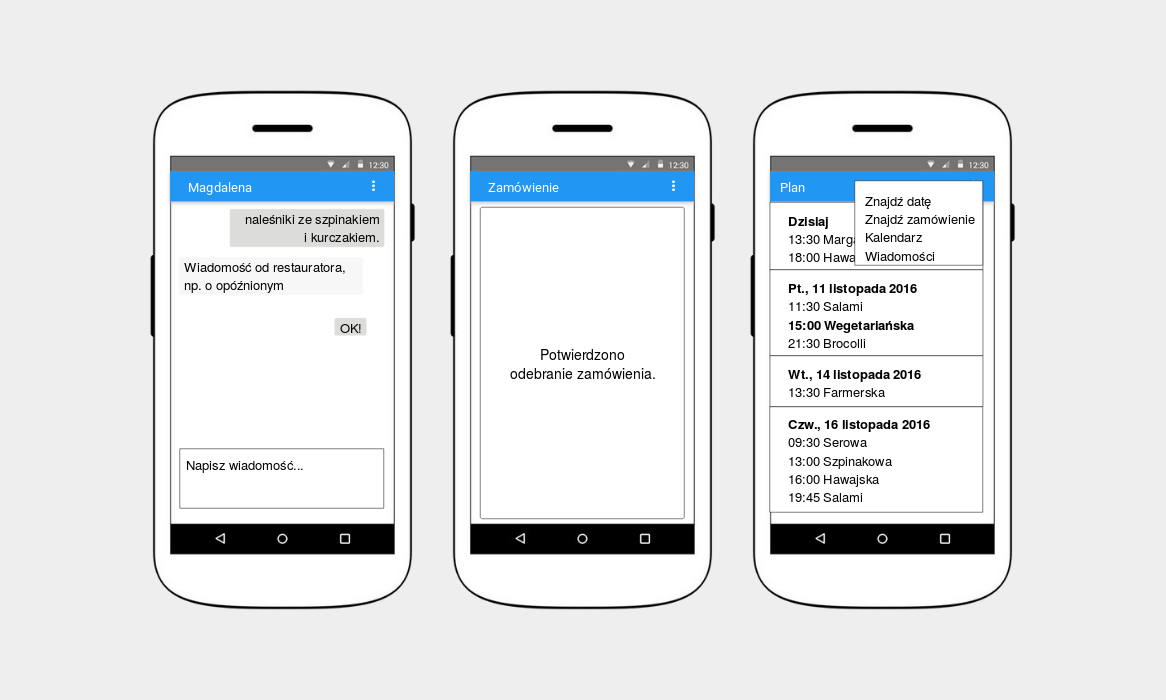 12:30
Magdalena
naleśniki ze szpinakiem
i kurczakiem.
Wiadomość od restauratora,
np. o opóźnionym
OK!
Napisz wiadomość...
12:30
Zamówienie
Potwierdzono
odebranie zamówienia.
12:30
Plan
Znajdź datę
Znajdź zamówienie
Kalendarz
Wiadomości
Dzisiaj
13:30 Marga
18:00 Hawa
Pt., 11 listopada 2016
11:30 Salami
15:00 Wegetariańska
21:30 Brocolli
Wt., 14 listopada 2016
13:30 Farmerska
Czw., 16 listopada 2016
09:30 Serowa
13:00 Szpinakowa
16:00 Hawajska
19:45 Salami